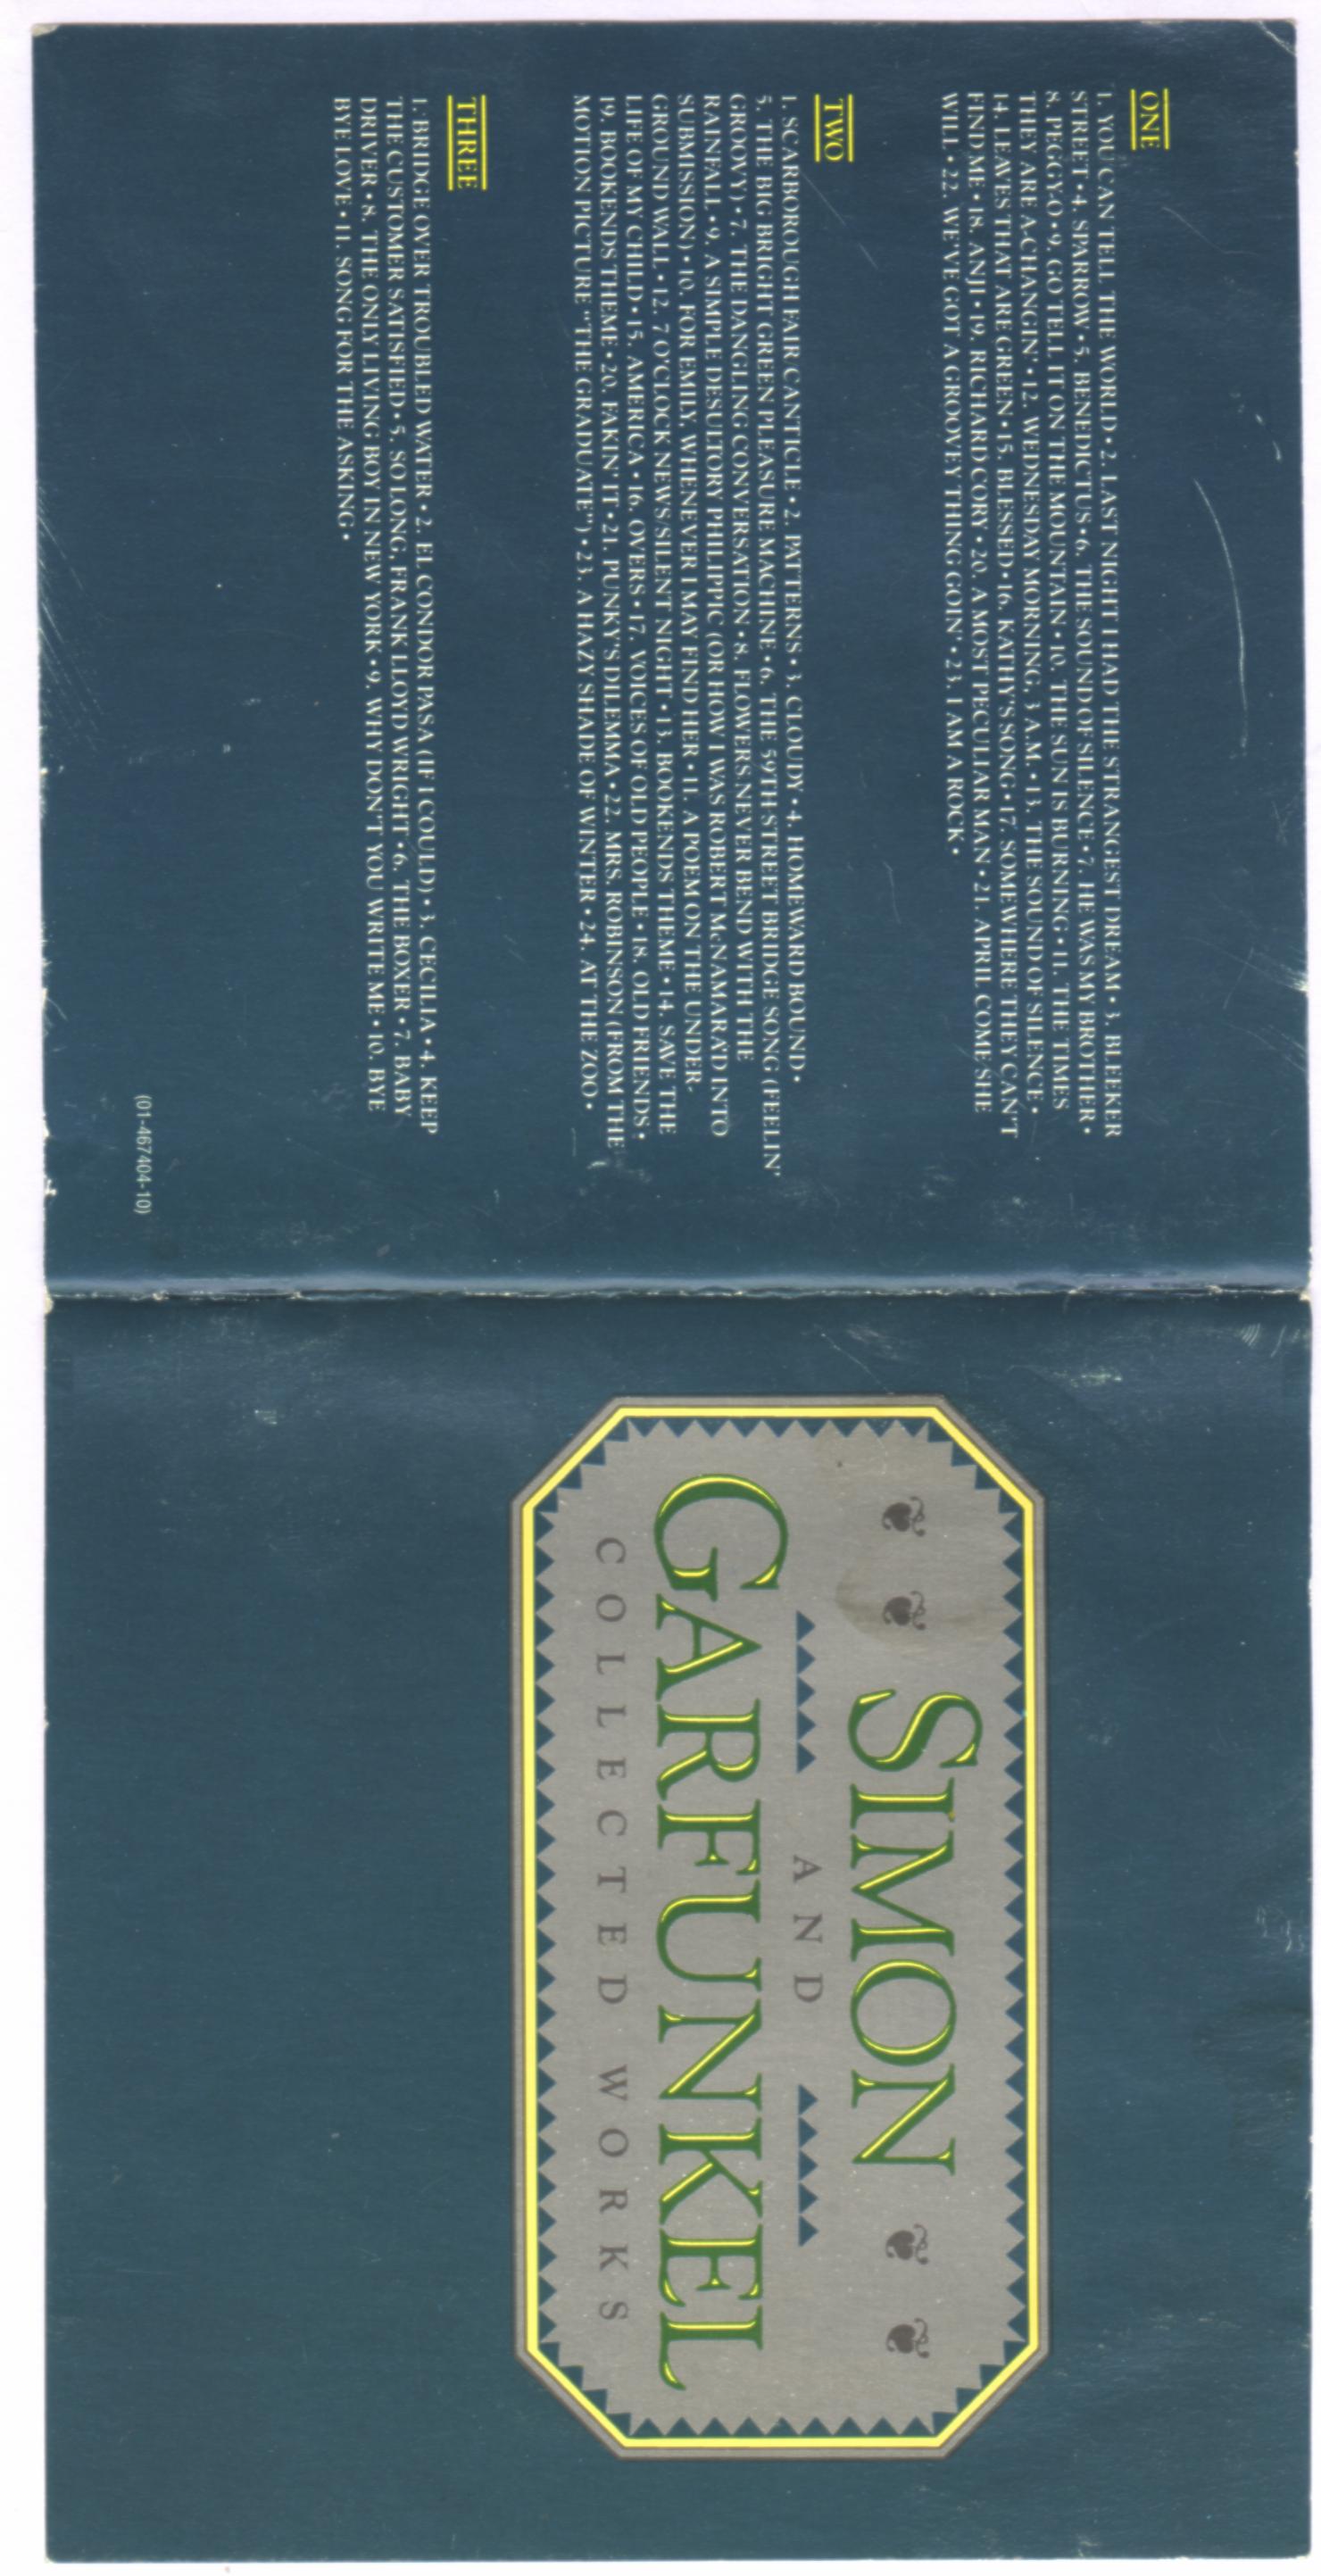 ONE
1. YOU CAN TELL THE WORLD • 2. LAST NIGHT I HAD THE STRANGEST DREAM • 3. BLEEKER
STREET • 4. SPARROW • 5. BENEDICTUS • 6. THE SOUND OF SILENCE • 7. HE WAS MY BROTHER •
8. PEGGY-O • 9. GO TELL IT ON THE MOUNTAIN • 10. THE SUN IS BURNING • 11. THE TIMES
THEY ARE A-CHANGIN' • 12. WEDNESDAY MORNING, 3 A.M. • 13. THE SOUND OF SILENCE •
14. LEAVES THAT ARE GREEN • 15. BLESSED • 16. KATHY'S SONG • 17. SOMEWHERE THEY CAN'T
FIND ME • 18. ANJI • 19. RICHARD CORY • 20. A MOST PECULIAR MAN • 21. APRIL COME SHE
WILL • 22. WE'VE GOT A GROOVEY THING GOIN' • 23. I AM A ROCK •
TWO
1. SCARBOROUGH FAIR/CANTICLE • 2. PATTERNS • 3. CLOUDY • 4. HOMEWARD BOUND •
5. THE BIG BRIGHT GREEN PLEASURE MACHINE • 6. THE 59TH STREET BRIDGE SONG (FEELIN'
GROOVY) • 7. THE DANGLING CONVERSATION • 8. FLOWERS NEVER BEND WITH THE
RAINFALL • 9. A SIMPLE DESULTORY PHILIPPIC (OR HOW I WAS ROBERT McNAMARA'D INTO
SUBMISSION) • 10. FOR EMILY, WHENEVER I MAY FIND HER • 11. A POEM ON THE UNDER-
GROUND WALL • 12. 7 O'CLOCK NEWS/SILENT NIGHT • 13. BOOKENDS THEME • 14. SAVE THE
LIFE OF MY CHILD • 15. AMERICA • 16. OVERS • 17. VOICES OF OLD PEOPLE • 18. OLD FRIENDS •
19. BOOKENDS THEME • 20. FAKIN' IT • 21. PUNKY'S DILEMMA • 22. MRS. ROBINSON (FROM THE
MOTION PICTURE "THE GRADUATE") • 23. A HAZY SHADE OF WINTER • 24. AT THE ZOO •
THREE
1. BRIDGE OVER TROUBLED WATER • 2. EL CONDOR PASA (IF I COULD) • 3. CECILIA • 4. KEEP
THE CUSTOMER SATISFIED • 5. SO LONG, FRANK LLOYD WRIGHT • 6. THE BOXER • 7. BABY
DRIVER • 8. THE ONLY LIVING BOY IN NEW YORK • 9. WHY DON'T YOU WRITE ME • 10. BYE
BYE LOVE • 11. SONG FOR THE ASKING •
(01-467404-10)
SIMON
AND
GARFUNKEL
COLLECTED WORKS